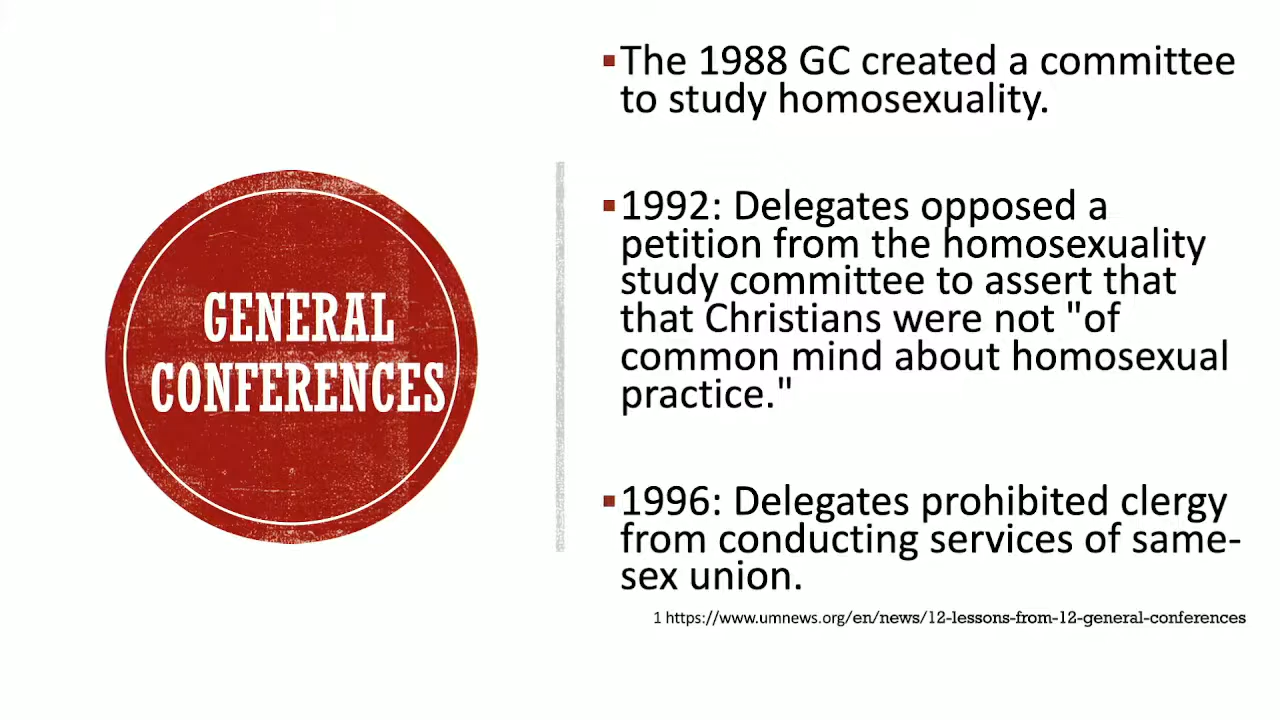 GENERAL
CONFERENCES
▪The 1988 GC created a committee
to study homosexuality.
▪1992: Delegates opposed a
petition from the homosexuality
study committee to assert that
that Christians were not "of
common mind about homosexual
practice."
▪1996: Delegates prohibited clergy
from conducting services of same-
sex union.
1 https://www.umnews.org/en/news/12-lessons-from-12-general-conferences